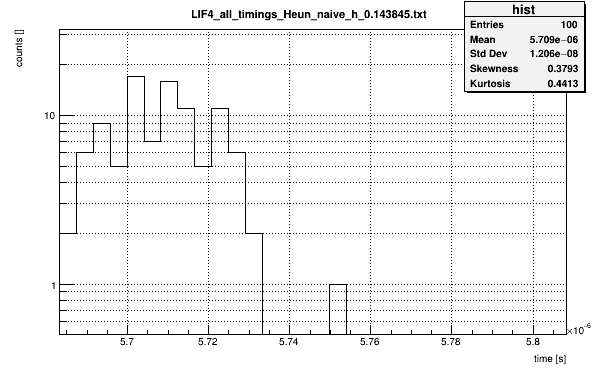 LIF4_all_timings_Heun_naive_h_0.143845.txt
hist
Entries 100
Mean 5.709e−06
Std Dev 1.206e−08
Skewness 0.3793
Kurtosis 0.4413
counts []
10
1
5.7 5.72 5.74 5.76 5.78 5.8
×10⁻⁶
time [s]